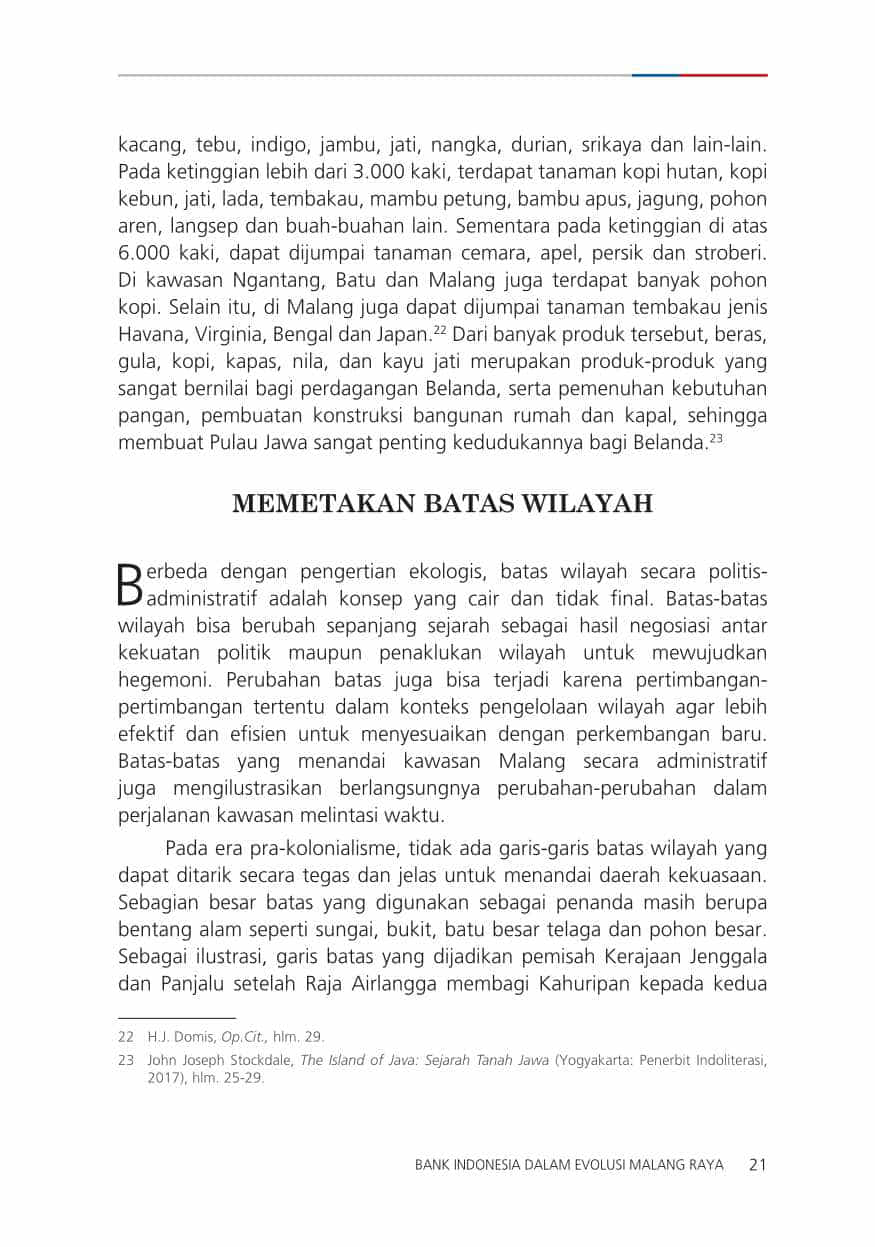 kacang, tebu, indigo, jambu, jati, nangka, durian, srikaya dan lain-lain.
Pada ketinggian lebih dari 3.000 kaki, terdapat tanaman kopi hutan, kopi
kebun, jati, lada, tembakau, mambu petung, bambu apus, jagung, pohon
aren, langsep dan buah-buahan lain. Sementara pada ketinggian di atas
6.000 kaki, dapat dijumpai tanaman cemara, apel, persik dan stroberi.
Di kawasan Ngantang, Batu dan Malang juga terdapat banyak pohon
kopi. Selain itu, di Malang juga dapat dijumpai tanaman tembakau jenis
Havana, Virginia, Bengal dan Japan.22 Dari banyak produk tersebut, beras,
gula, kopi, kapas, nila, dan kayu jati merupakan produk-produk yang
sangat bernilai bagi perdagangan Belanda, serta pemenuhan kebutuhan
pangan, pembuatan konstruksi bangunan rumah dan kapal, sehingga
membuat Pulau Jawa sangat penting kedudukannya bagi Belanda.23
MEMETAKAN BATAS WILAYAH
Berbeda dengan pengertian ekologis, batas wilayah secara politis-
administratif adalah konsep yang cair dan tidak final. Batas-batas
wilayah bisa berubah sepanjang sejarah sebagai hasil negosiasi antar
kekuatan politik maupun penaklukan wilayah untuk mewujudkan
hegemoni. Perubahan batas juga bisa terjadi karena pertimbangan-
pertimbangan tertentu dalam konteks pengelolaan wilayah agar lebih
efektif dan efisien untuk menyesuaikan dengan perkembangan baru.
Batas-batas yang menandai kawasan Malang secara administratif
juga mengilustrasikan berlangsungnya perubahan-perubahan dalam
perjalanan kawasan melintasi waktu.
Pada era pra-kolonialisme, tidak ada garis-garis batas wilayah yang
dapat ditarik secara tegas dan jelas untuk menandai daerah kekuasaan.
Sebagian besar batas yang digunakan sebagai penanda masih berupa
bentang alam seperti sungai, bukit, batu besar telaga dan pohon besar.
Sebagai ilustrasi, garis batas yang dijadikan pemisah Kerajaan Jenggala
dan Panjalu setelah Raja Airlangga membagi Kahuripan kepada kedua
22 H.J. Domis, Op.Cit., hlm. 29.
23 John Joseph Stockdale, The Island of Java: Sejarah Tanah Jawa (Yogyakarta: Penerbit Indoliterasi,
2017), hlm. 25-29.
BANK INDONESIA DALAM EVOLUSI MALANG RAYA 21